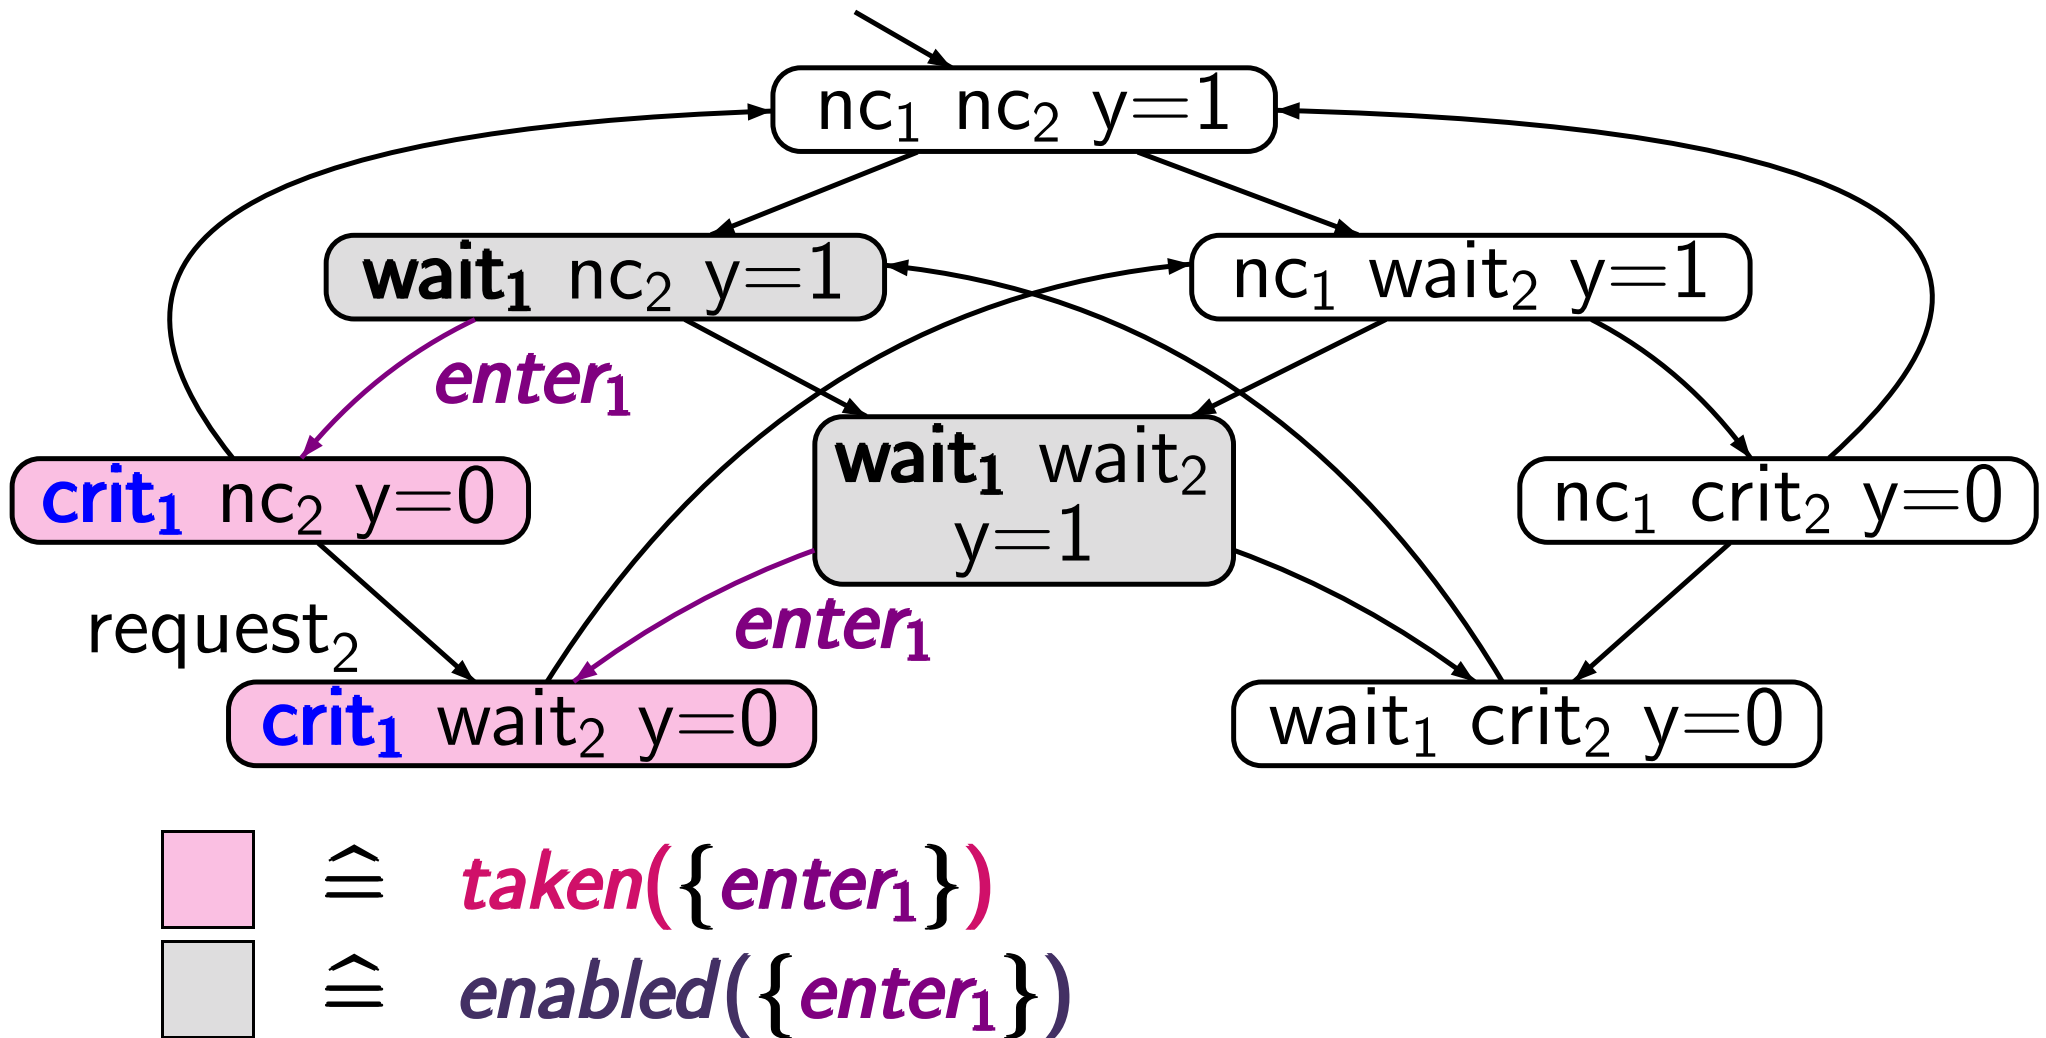 nc₁ nc₂ y=1
wait₁ nc₂ y=1
nc₁ wait₂ y=1
enter₁
wait₁ wait₂
y=1
crit₁ nc₂ y=0
nc₁ crit₂ y=0
request₂
enter₁
crit₁ wait₂ y=0
wait₁ crit₂ y=0
≙ taken({enter₁})
≙ enabled({enter₁})